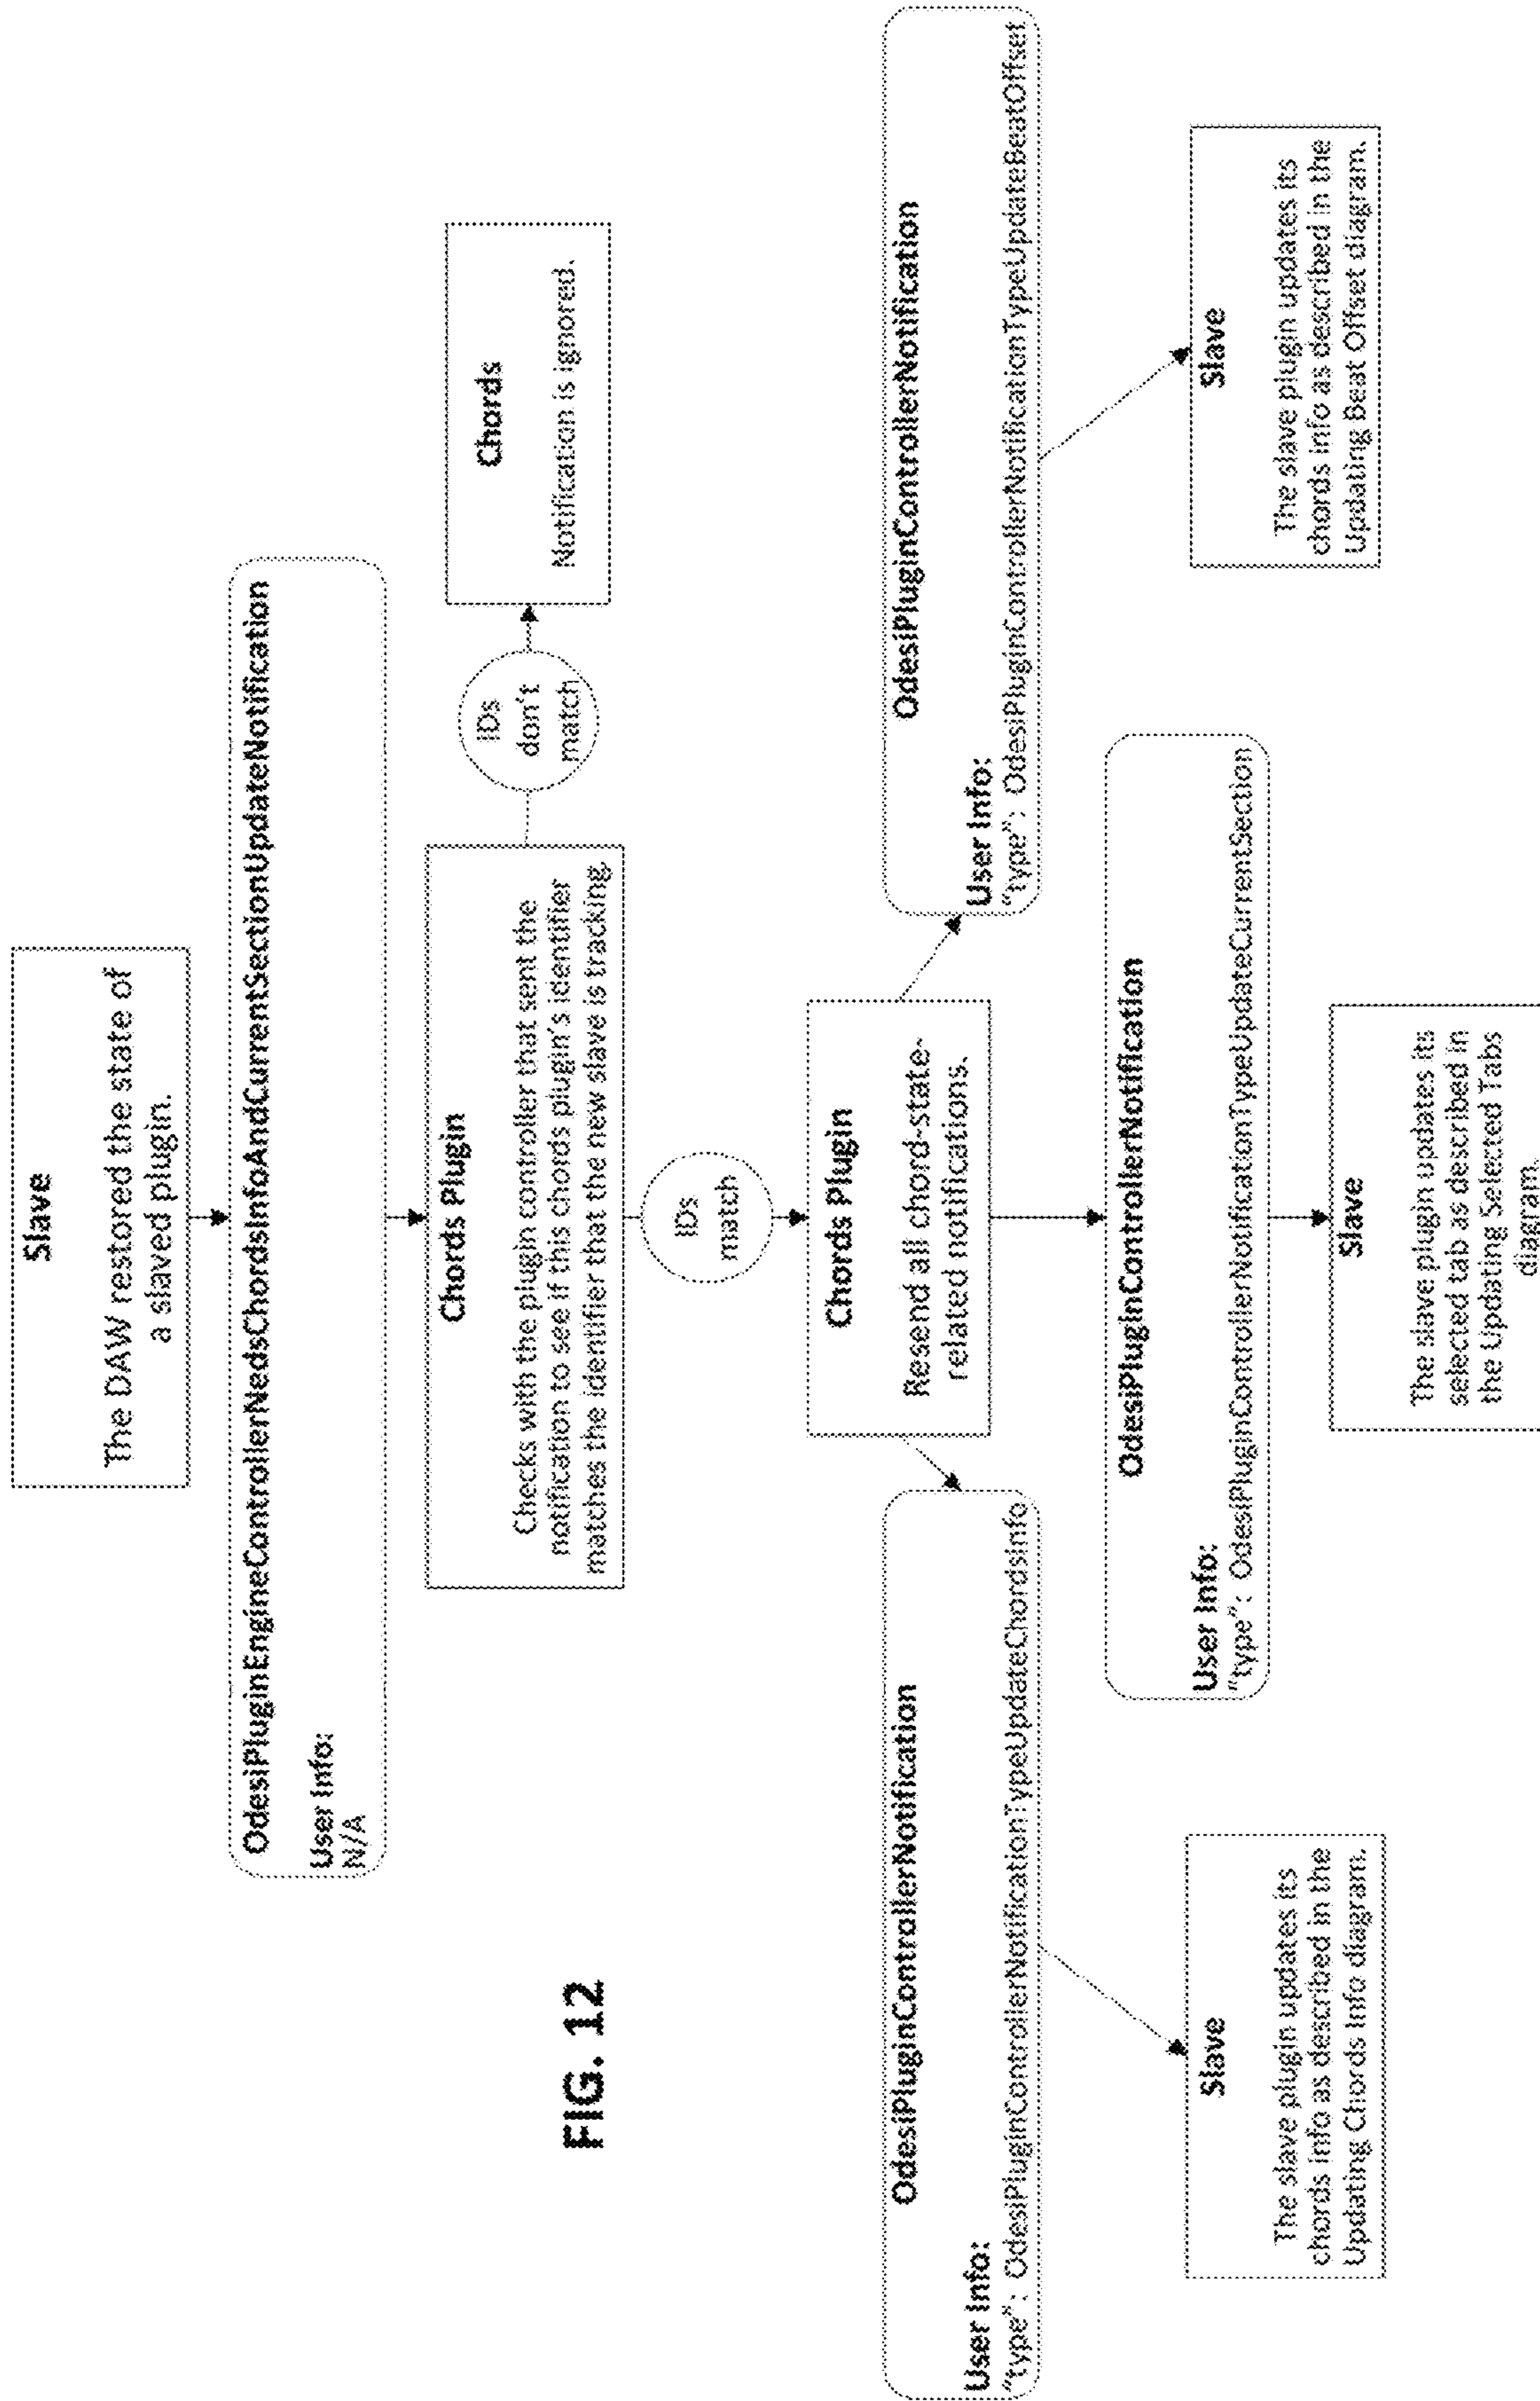 Slave
The DAW restored the state of
a slaved plugin.
OdesiPluginEngineControllerNedsChordsInfoAndCurrentSectionUpdateNotification
User Info:
N/A
Chords Plugin
Checks with the plugin controller that sent the
notification to see if this chords plugin's identifier
matches the identifier that the new slave is tracking.
IDs
don't
match
Chords
Notification is ignored.
IDs
match
FIG. 12
Chords Plugin
Resend all chord-state-
related notifications.
OdesiPluginControllerNotification
User Info:
"type": OdesiPluginControllerNotificationTypeUpdateChordsInfo
OdesiPluginControllerNotification
User Info:
"type": OdesiPluginControllerNotificationTypeUpdateBeatOffset
OdesiPluginControllerNotification
User Info:
"type": OdesiPluginControllerNotificationTypeUpdateCurrentSection
Slave
The slave plugin updates its
chords info as described in the
Updating Chords Info diagram.
Slave
The slave plugin updates its
selected tab as described in
the Updating Selected Tabs
diagram.
Slave
The slave plugin updates its
chords info as described in the
Updating Beat Offset diagram.